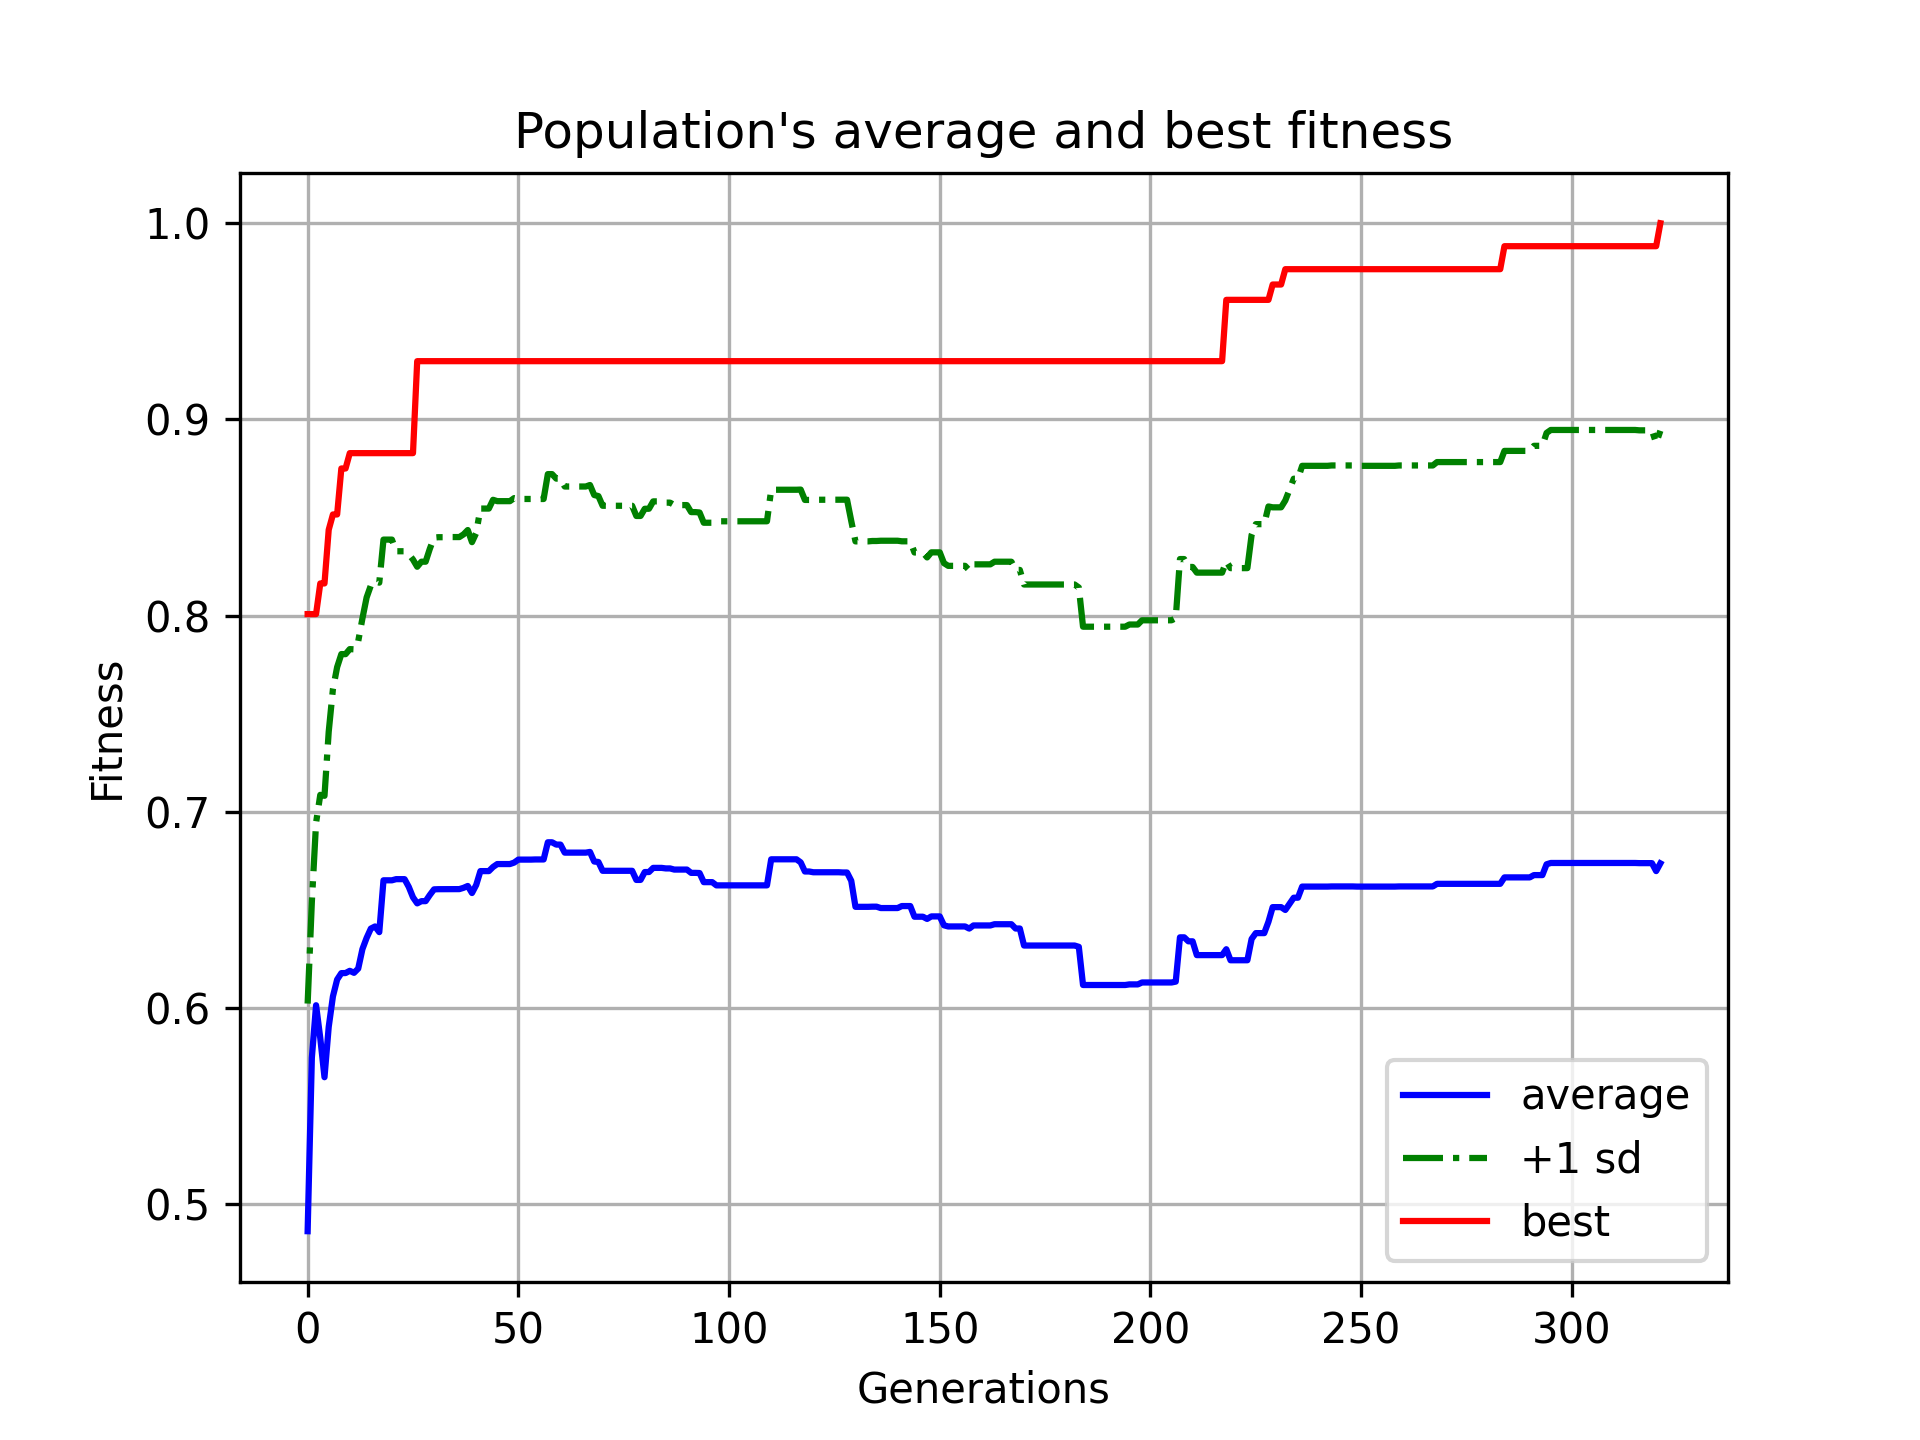 Population's average and best fitness
1.0
0.9
0.8
0.7
0.6
0.5
Fitness
0 50 100 150 200 250 300
Generations
average
+1 sd
best